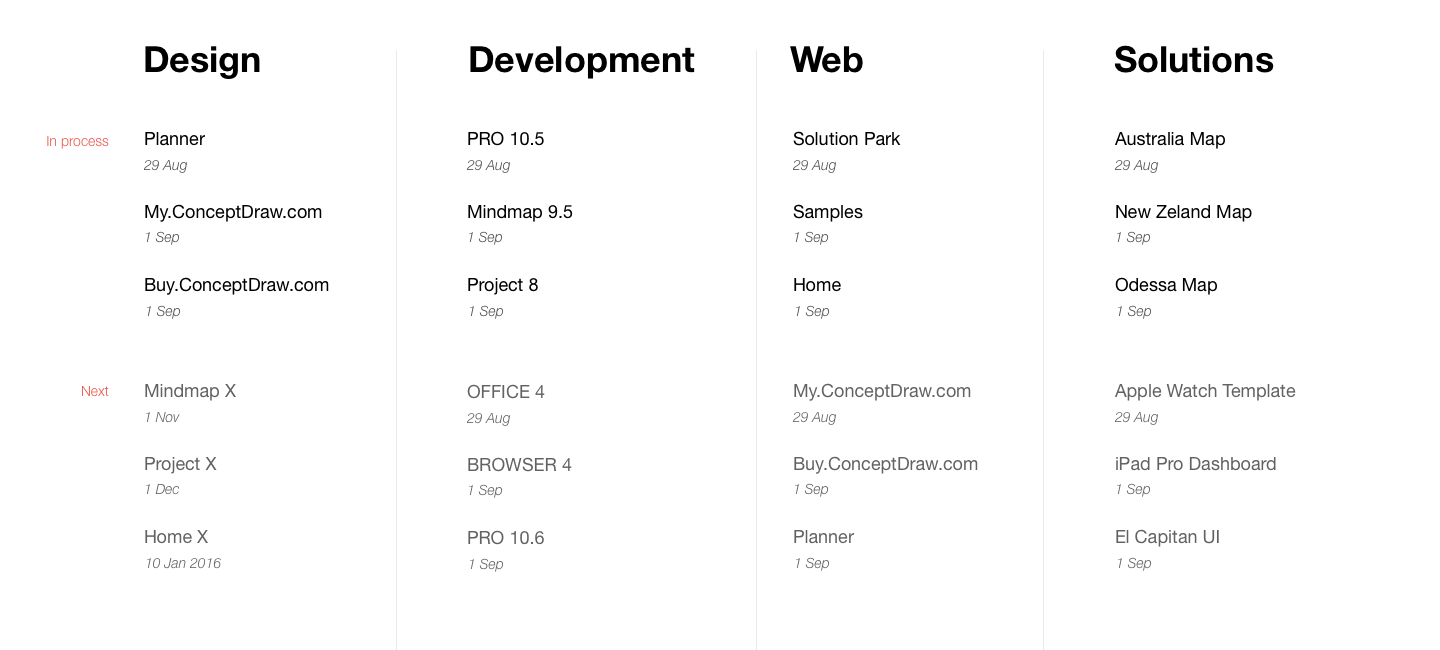 Design
Development
Web
Solutions
In process
Planner
29 Aug
My.ConceptDraw.com
1 Sep
Buy.ConceptDraw.com
1 Sep
PRO 10.5
29 Aug
Mindmap 9.5
1 Sep
Project 8
1 Sep
Solution Park
29 Aug
Samples
1 Sep
Home
1 Sep
Australia Map
29 Aug
New Zeland Map
1 Sep
Odessa Map
1 Sep
Next
Mindmap X
1 Nov
Project X
1 Dec
Home X
10 Jan 2016
OFFICE 4
29 Aug
BROWSER 4
1 Sep
PRO 10.6
1 Sep
My.ConceptDraw.com
29 Aug
Buy.ConceptDraw.com
1 Sep
Planner
1 Sep
Apple Watch Template
29 Aug
iPad Pro Dashboard
1 Sep
El Capitan UI
1 Sep